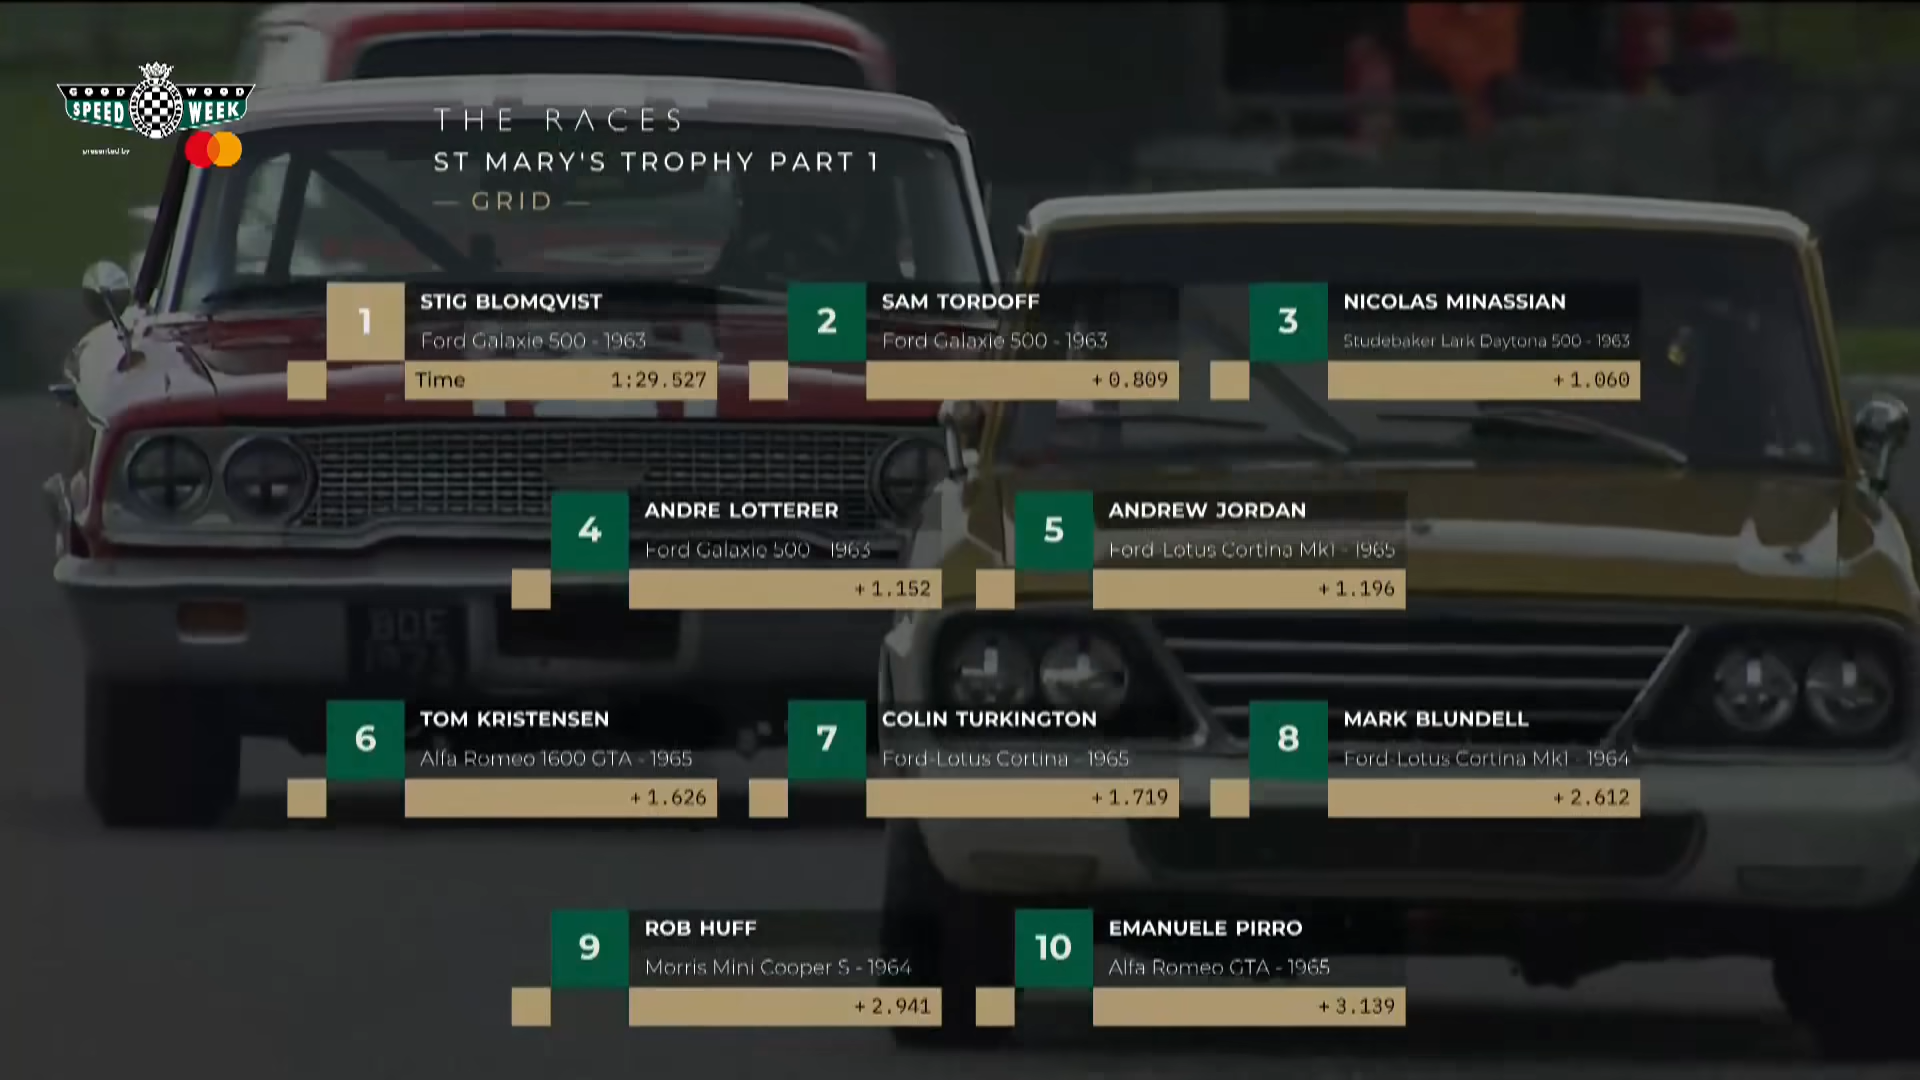 GOODWOOD
SPEED WEEK
presented by
THE RACES
ST MARY'S TROPHY PART 1
— GRID —
1
STIG BLOMQVIST
Ford Galaxie 500 - 1963
Time 1:29.527
2
SAM TORDOFF
Ford Galaxie 500 - 1963
+ 0.809
3
NICOLAS MINASSIAN
Studebaker Lark Daytona 500 - 1963
+ 1.060
4
ANDRE LOTTERER
Ford Galaxie 500 - 1963
+ 1.152
5
ANDREW JORDAN
Ford-Lotus Cortina Mk1 - 1965
+ 1.196
6
TOM KRISTENSEN
Alfa Romeo 1600 GTA - 1965
+ 1.626
7
COLIN TURKINGTON
Ford-Lotus Cortina - 1965
+ 1.719
8
MARK BLUNDELL
Ford-Lotus Cortina Mk1 - 1964
+ 2.612
9
ROB HUFF
Morris Mini Cooper S - 1964
+ 2.941
10
EMANUELE PIRRO
Alfa Romeo GTA - 1965
+ 3.139